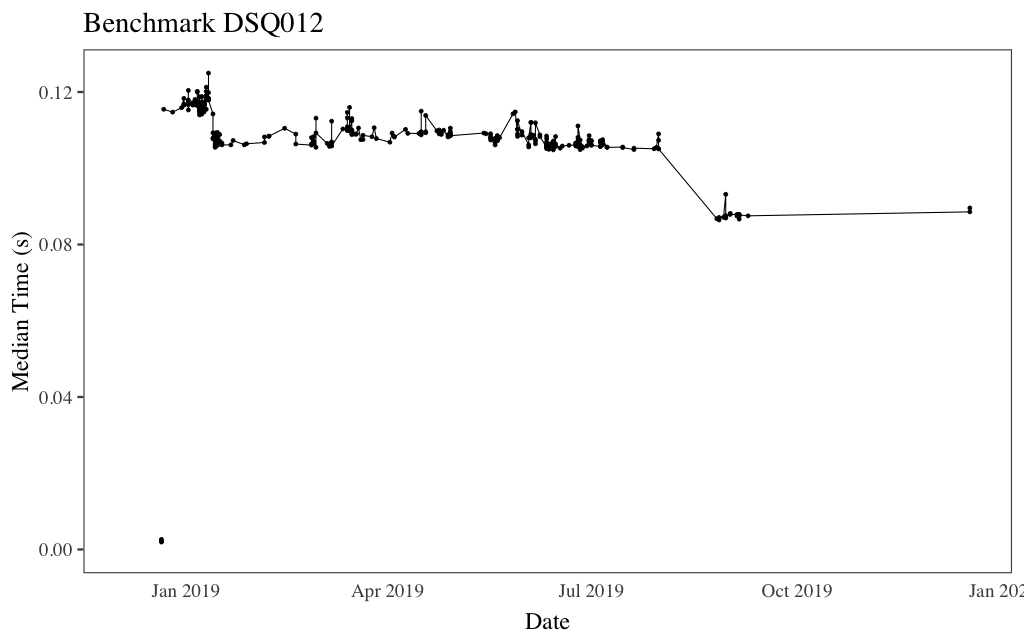 Benchmark DSQ012
0.12
0.08
0.04
0.00
Median Time (s)
Jan 2019
Apr 2019
Jul 2019
Oct 2019
Jan 202
Date